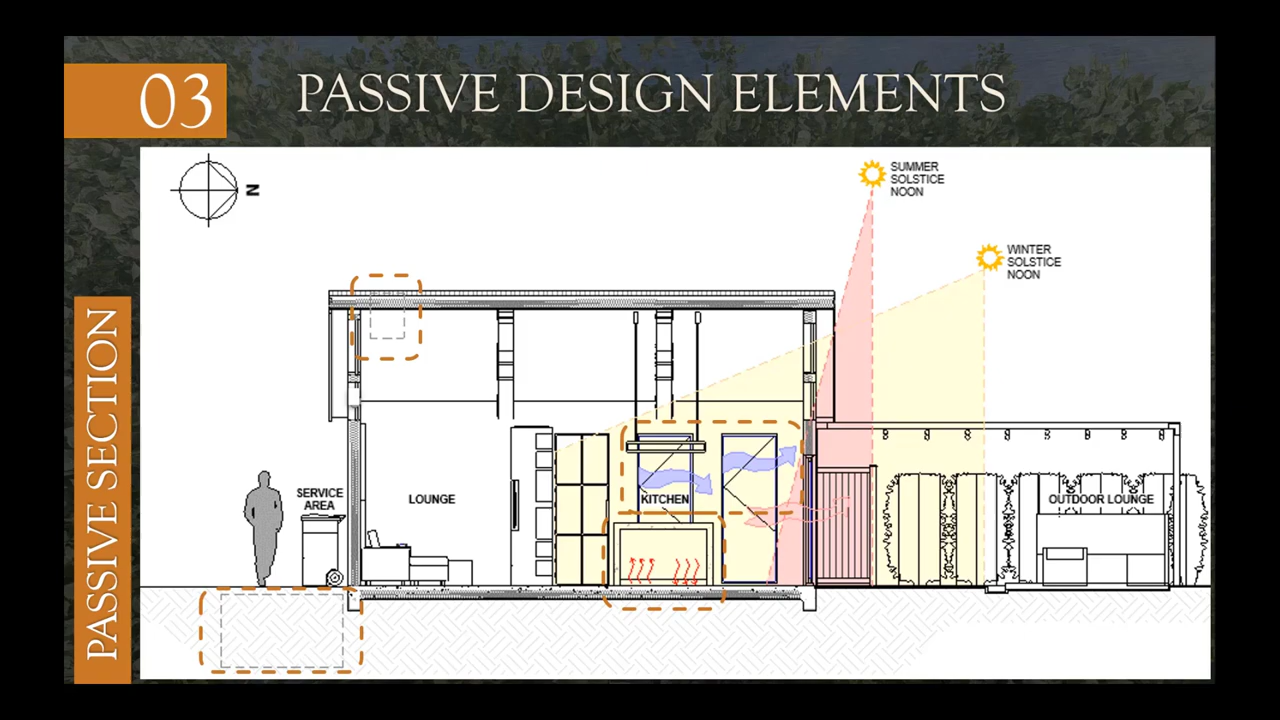 03
PASSIVE DESIGN ELEMENTS
N
SUMMER
SOLSTICE
NOON
WINTER
SOLSTICE
NOON
SERVICE
AREA
LOUNGE
KITCHEN
OUTDOOR LOUNGE
PASSIVE SECTION